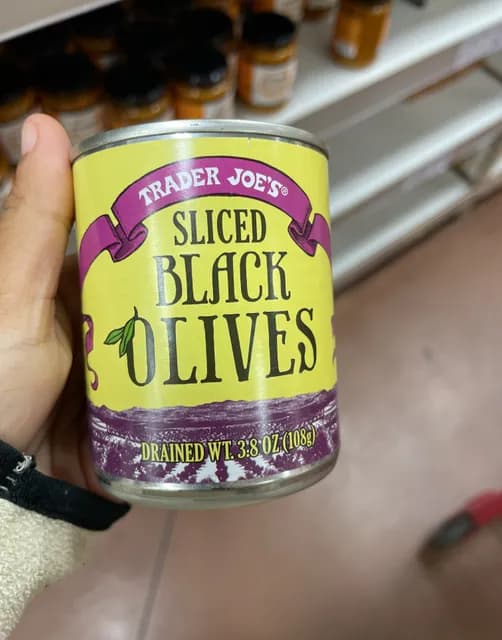 TRADER JOE'S®
SLICED
BLACK
OLIVES
DRAINED WT. 3.8 OZ (108g)